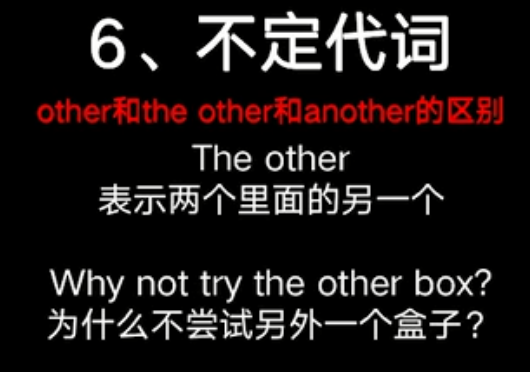 6、不定代词
other和the other和another的区别
The other
表示两个里面的另一个
Why not try the other box?
为什么不尝试另外一个盒子？